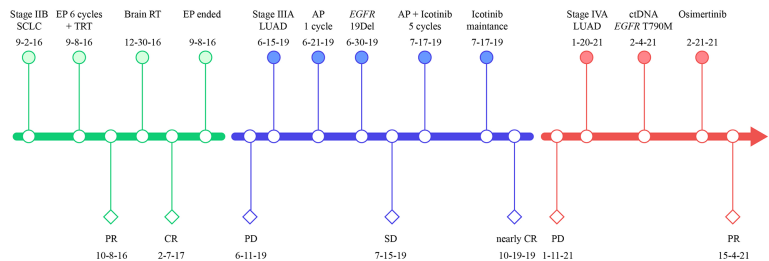 Stage IIB
SCLC
9-2-16
EP 6 cycles
+ TRT
9-8-16
Brain RT
12-30-16
EP ended
9-8-16
Stage IIIA
LUAD
6-15-19
AP
1 cycle
6-21-19
EGFR
19Del
6-30-19
AP + Icotinib
5 cycles
7-17-19
Icotinib
maintance
7-17-19
Stage IVA
LUAD
1-20-21
ctDNA
EGFR T790M
2-4-21
Osimertinib
2-21-21
PR
10-8-16
CR
2-7-17
PD
6-11-19
SD
7-15-19
nearly CR
10-19-19
PD
1-11-21
PR
15-4-21